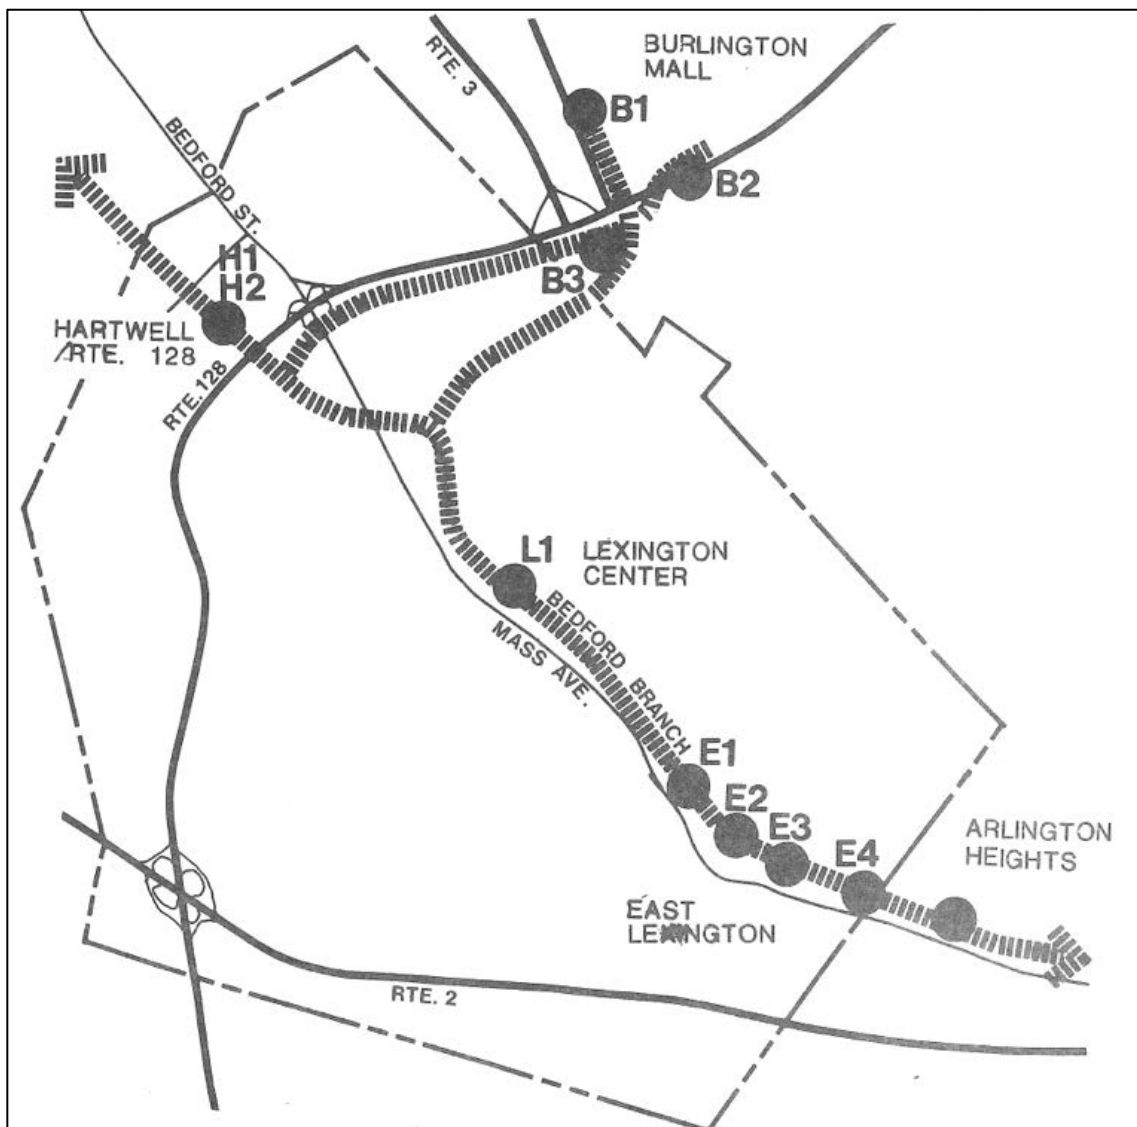 BURLINGTON
MALL
RTE. 3
B1
BEDFORD ST.
B2
H1
H2
B3
HARTWELL
/RTE. 128
RTE. 128
L1
LEXINGTON
CENTER
BEDFORD BRANCH
MASS AVE.
E1
E2
E3
E4
ARLINGTON
HEIGHTS
EAST
LEXINGTON
RTE. 2